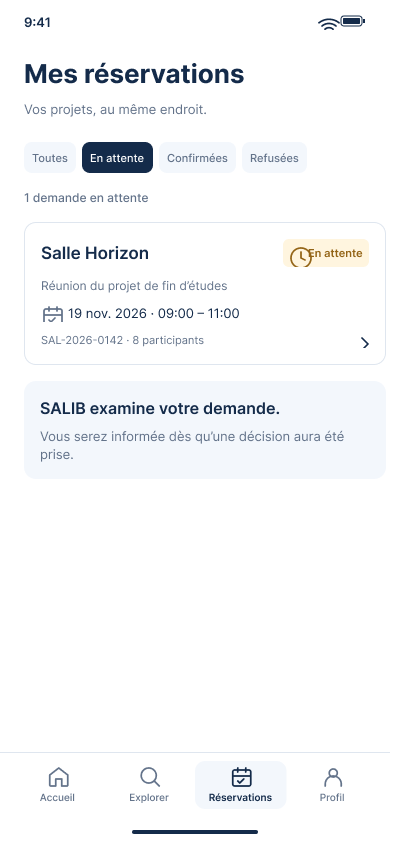 9:41
Mes réservations
Vos projets, au même endroit.
Toutes
En attente
Confirmées
Refusées
1 demande en attente
Salle Horizon
En attente
Réunion du projet de fin d’études
19 nov. 2026 · 09:00 – 11:00
SAL-2026-0142 · 8 participants
SALIB examine votre demande.
Vous serez informée dès qu’une décision aura été
prise.
Accueil
Explorer
Réservations
Profil